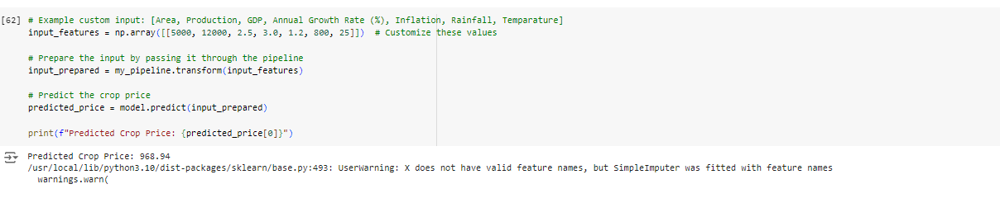 [62] # Example custom input: [Area, Production, GDP, Annual Growth Rate (%), Inflation, Rainfall, Temparature]
input_features = np.array([[5000, 12000, 2.5, 3.0, 1.2, 800, 25]])  # Customize these values
# Prepare the input by passing it through the pipeline
input_prepared = my_pipeline.transform(input_features)
# Predict the crop price
predicted_price = model.predict(input_prepared)
print(f"Predicted Crop Price: {predicted_price[0]}")
Predicted Crop Price: 968.94
/usr/local/lib/python3.10/dist-packages/sklearn/base.py:493: UserWarning: X does not have valid feature names, but SimpleImputer was fitted with feature names
  warnings.warn(